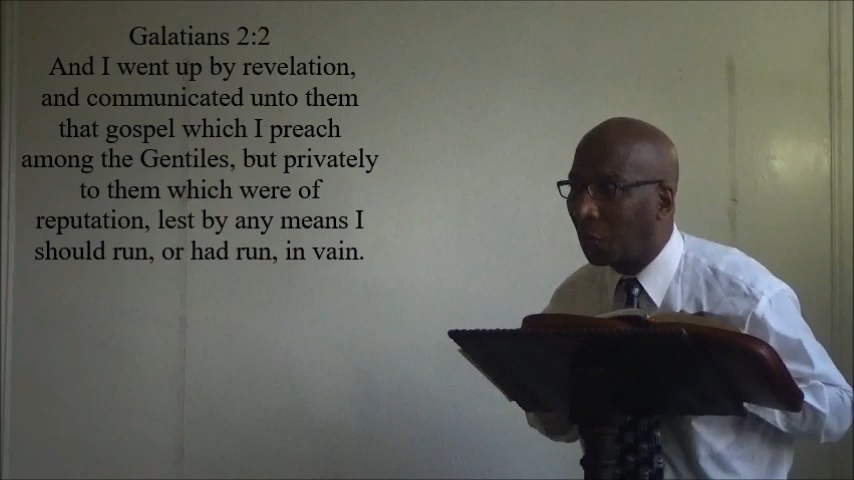 Galatians 2:2
And I went up by revelation,
and communicated unto them
that gospel which I preach
among the Gentiles, but privately
to them which were of
reputation, lest by any means I
should run, or had run, in vain.